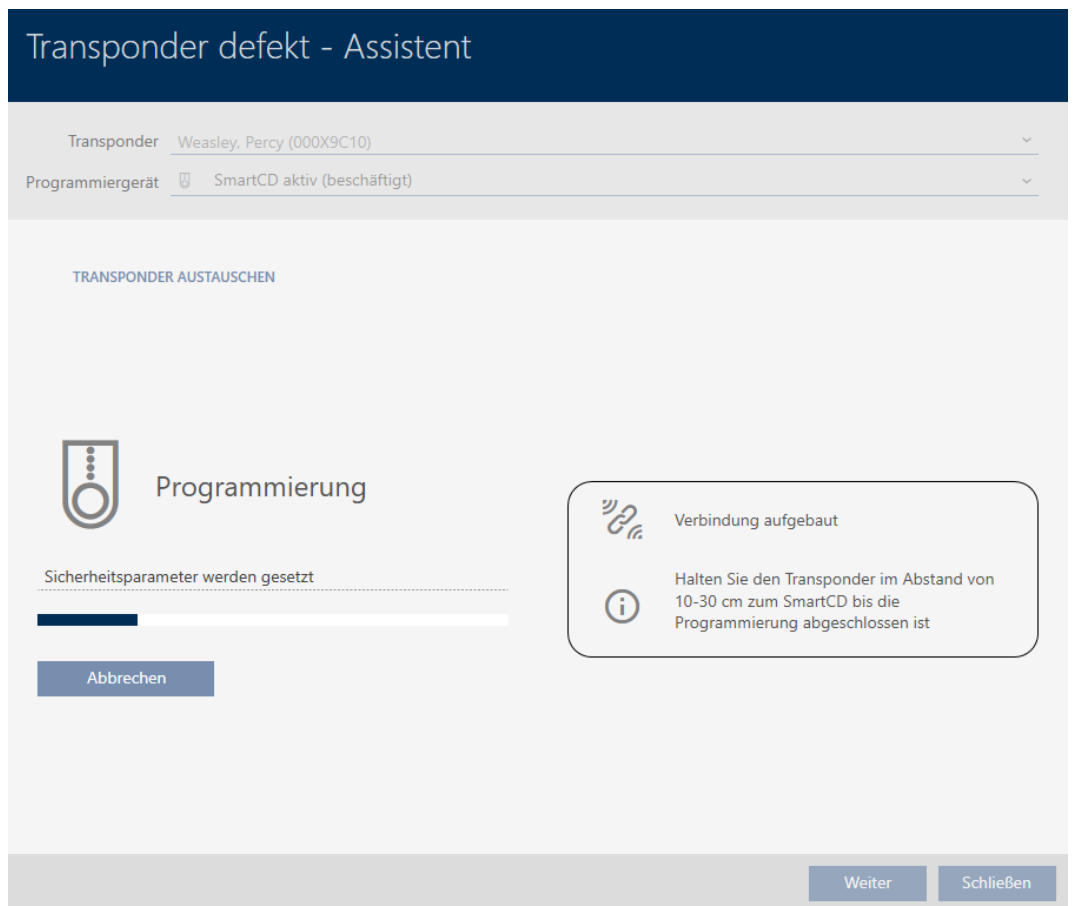 Transponder defekt - Assistent
Transponder Weasley, Percy (000X9C10)
Programmiergerät SmartCD aktiv (beschäftigt)
TRANSPONDER AUSTAUSCHEN
Programmierung
Sicherheitsparameter werden gesetzt
Abbrechen
Verbindung aufgebaut
Halten Sie den Transponder im Abstand von
10-30 cm zum SmartCD bis die
Programmierung abgeschlossen ist
Weiter Schließen